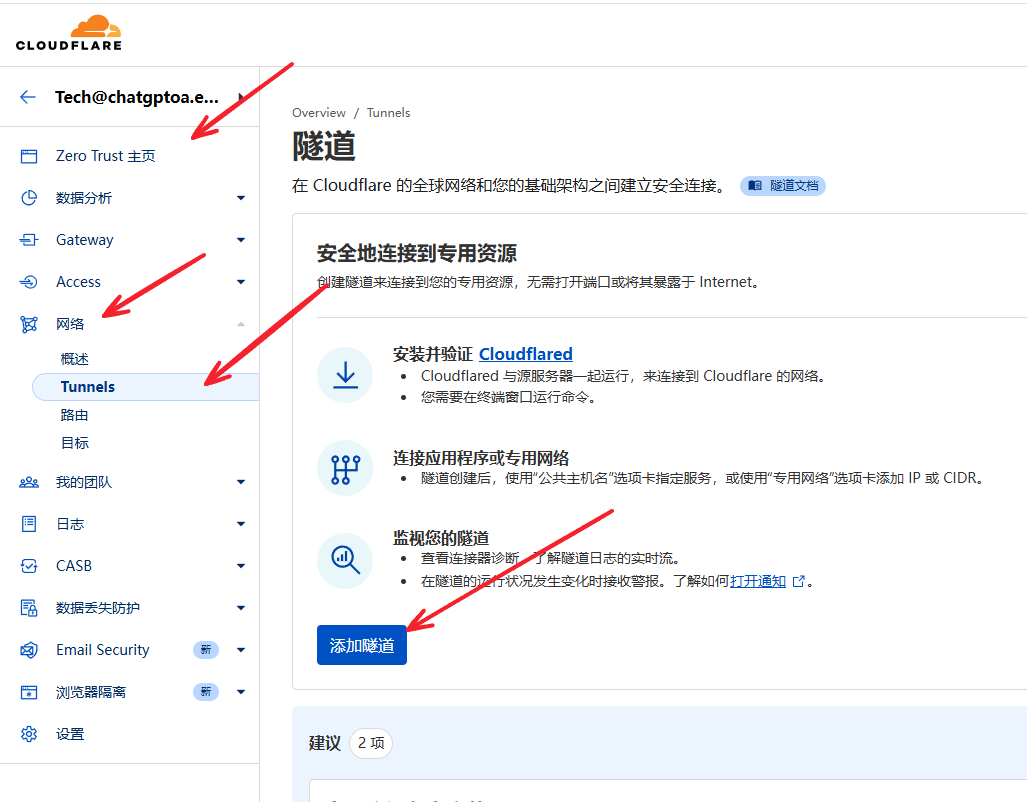 CLOUDFLARE
Tech@chatgptoa.e...
Zero Trust 主页
数据分析
Gateway
Access
网络
概述
Tunnels
路由
目标
我的团队
日志
CASB
数据丢失防护
Email Security 新
浏览器隔离 新
设置
Overview / Tunnels
隧道
在 Cloudflare 的全球网络和您的基础架构之间建立安全连接。 隧道文档
安全地连接到专用资源
创建隧道来连接到您的专用资源，无需打开端口或将其暴露于 Internet。
安装并验证 Cloudflared
• Cloudflared 与源服务器一起运行，来连接到 Cloudflare 的网络。
• 您需要在终端窗口运行命令。
连接应用程序或专用网络
• 隧道创建后，使用“公共主机名”选项卡指定服务，或使用“专用网络”选项卡添加 IP 或 CIDR。
监视您的隧道
• 查看连接器诊断，了解隧道日志的实时流。
• 在隧道的运行状况发生变化时接收警报。了解如何打开通知。
添加隧道
建议 2 项